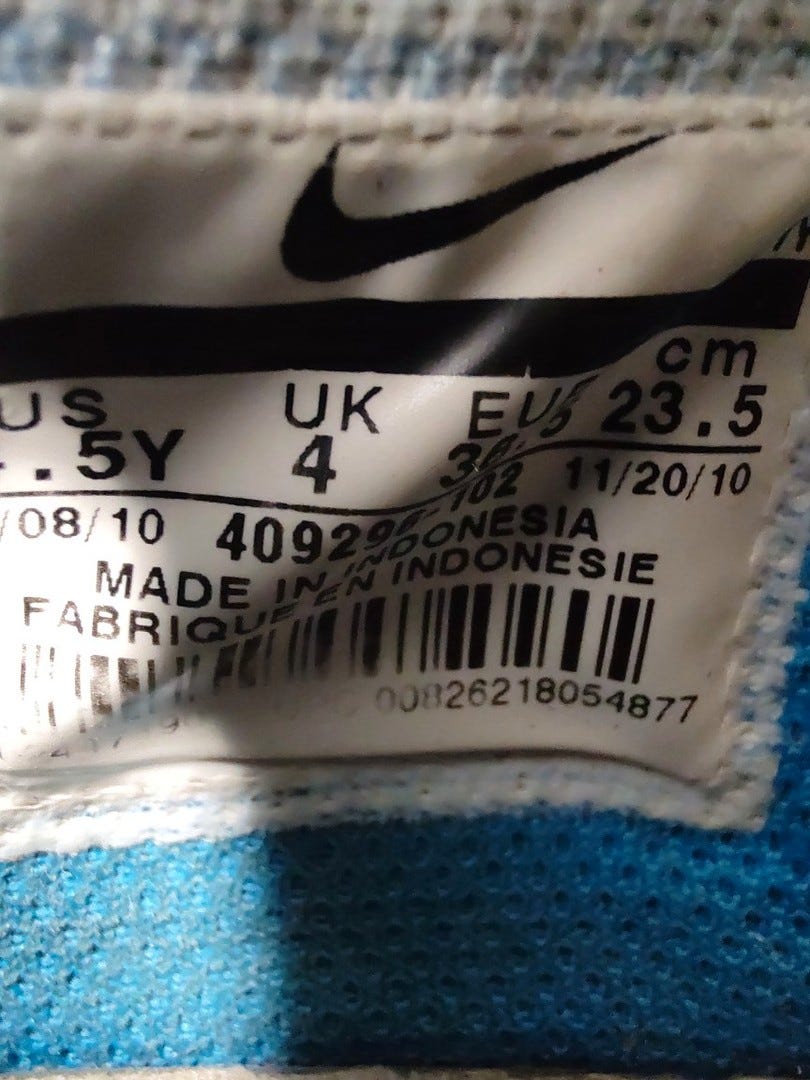 US UK EUR cm
.5Y 4 23.5
/08/10 11/20/10
MADE IN INDONESIA
FABRIQUE EN INDONESIE
00826218054877